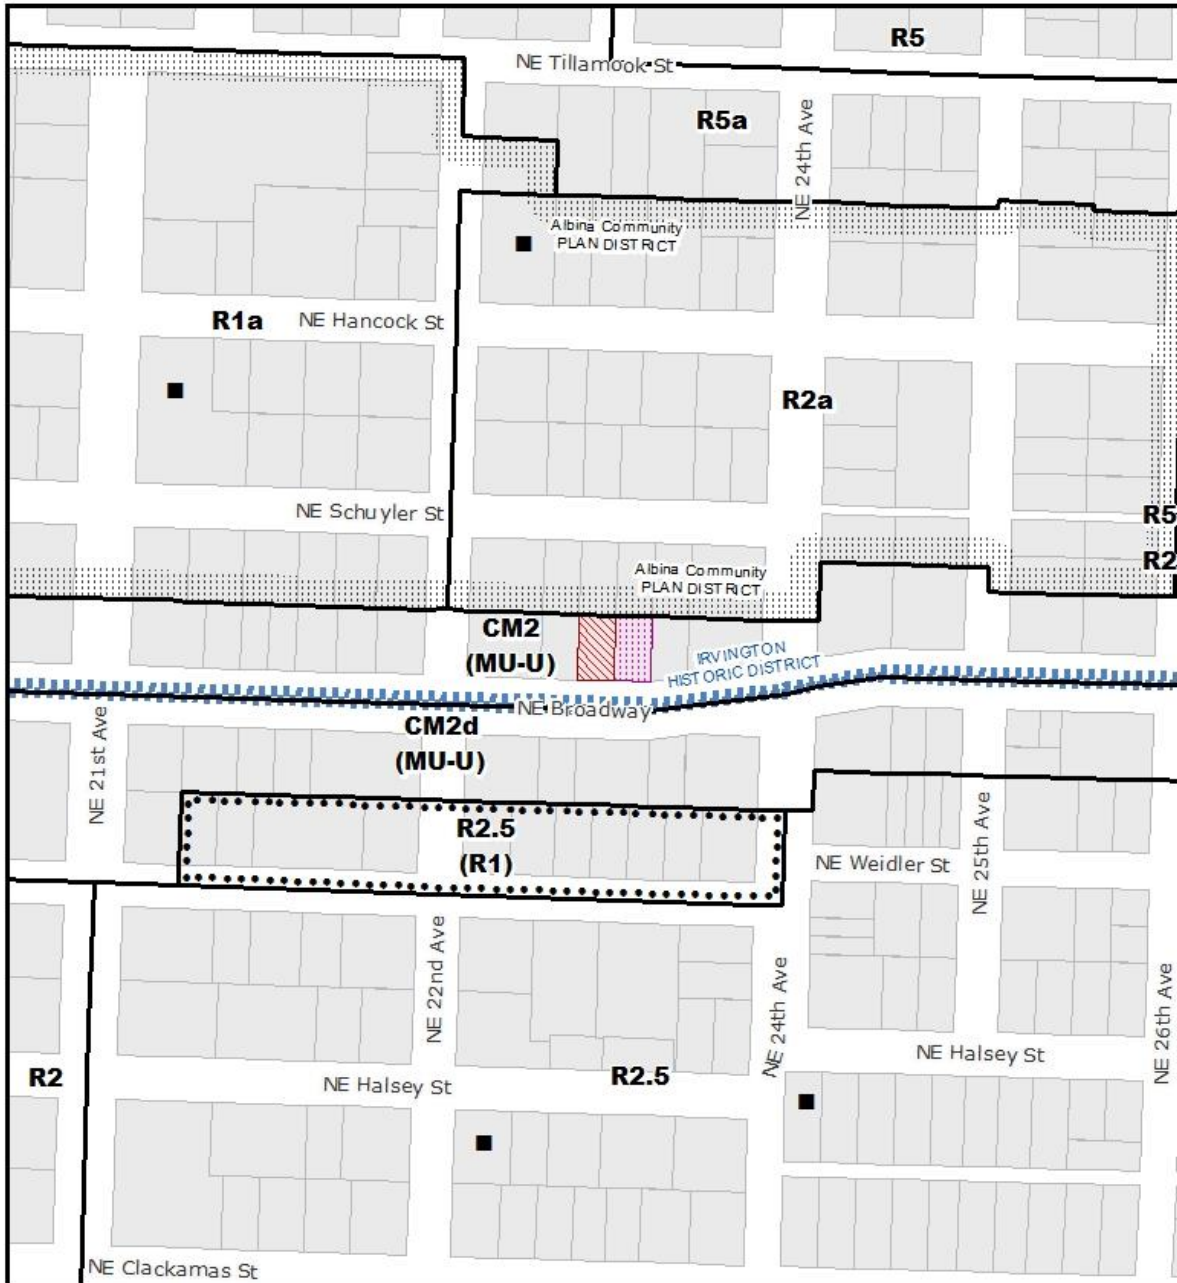 R5
NE Tillamook St
R5a
NE 24th Ave
Albina Community
PLAN DISTRICT
R1a
NE Hancock St
R2a
NE Schuyler St
R5
R2
Albina Community
PLAN DISTRICT
CM2
(MU-U)
IRVINGTON
HISTORIC DISTRICT
NE Broadway
CM2d
(MU-U)
NE 21st Ave
R2.5
(R1)
NE Weidler St
NE 25th Ave
NE 22nd Ave
NE 24th Ave
NE 26th Ave
NE Halsey St
R2
NE Halsey St
R2.5
NE Clackamas St